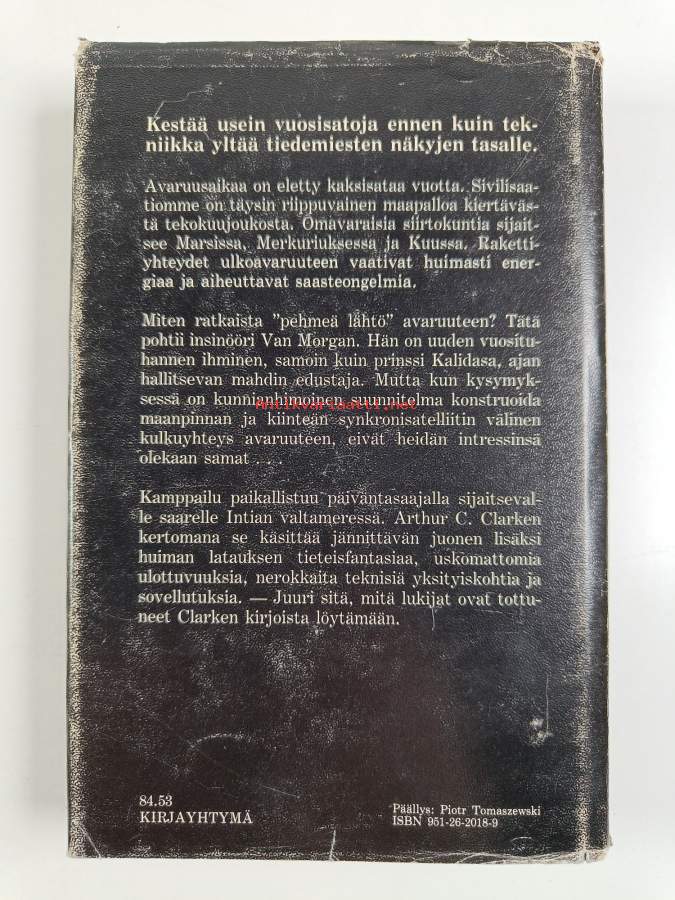 Kestää usein vuosisatoja ennen kuin tek-
niikka yltää tiedemiesten näkyjen tasalle.
Avaruusaikaa on eletty kaksisataa vuotta. Sivilisaa-
tiomme on täysin riippuvainen maapalloa kiertäväs-
tä tekokuujoukosta. Omavaraisia siirtokuntia sijait-
see Marsissa, Merkuriuksessa ja Kuussa. Raketti-
yhteydet ulkoavaruuteen vaativat huimasti ener-
giaa ja aiheuttavat saasteongelmia.
Miten ratkaista "pehmeä lähtö" avaruuteen? Tätä
pohtii insinööri Van Morgan. Hän on uuden vuositu-
hannen ihminen, samoin kuin prinssi Kalidasa, ajan
hallitsevan mahdin edustaja. Mutta kun kysymyk-
sessä on kunnianhimoinen suunnitelma konstruoida
Antikvariaatti.net
maanpinnan ja kiinteän synkronisatelliitin välinen
kulkuyhteys avaruuteen, eivät heidän intressinsä
olekaan samat ....
Kamppailu paikallistuu päiväntasaajalla sijaitseval-
le saarelle Intian valtameressä. Arthur C. Clarken
kertomana se käsittää jännittävän juonen lisäksi
huiman latauksen tieteisfantasiaa, uskomattomia
ulottuvuuksia, nerokkaita teknisiä yksityiskohtia ja
sovellutuksia. — Juuri sitä, mitä lukijat ovat tottu-
neet Clarken kirjoista löytämään.
84.53
KIRJAYHTYMÄ
Päällys: Piotr Tomaszewski
ISBN 951-26-2018-9